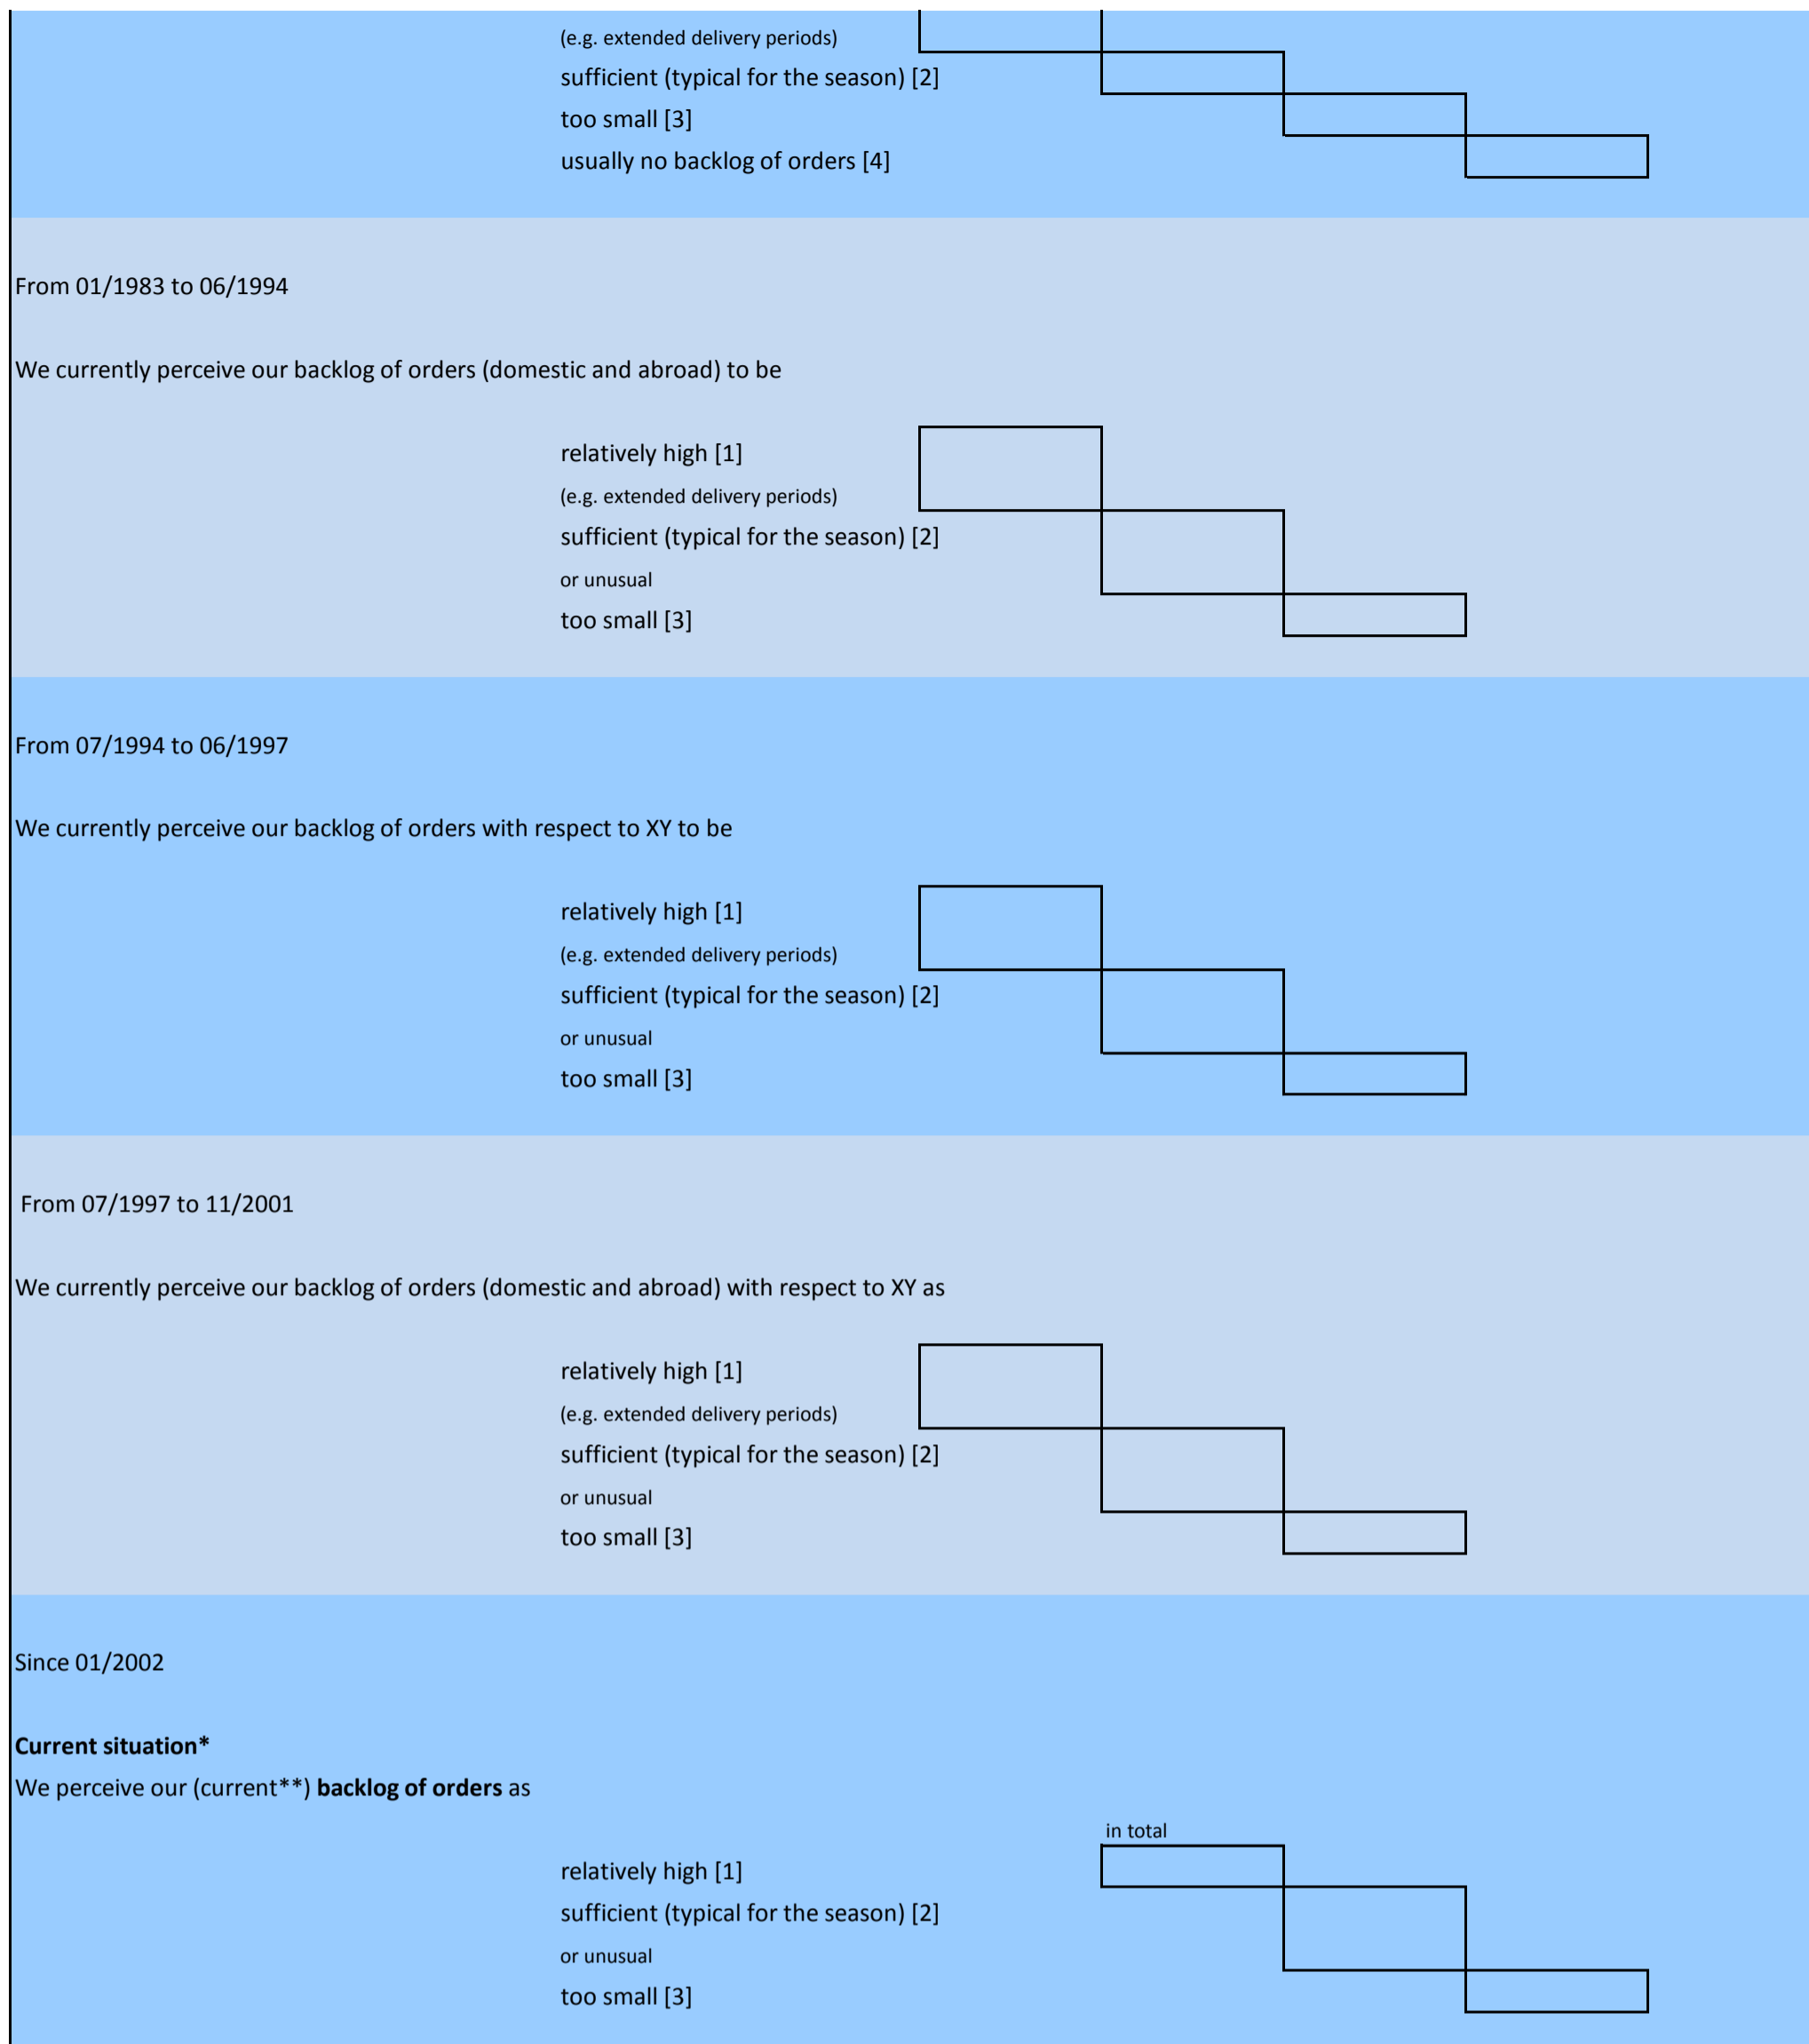 (e.g. extended delivery periods)
sufficient (typical for the season) [2]
too small [3]
usually no backlog of orders [4]
From 01/1983 to 06/1994
We currently perceive our backlog of orders (domestic and abroad) to be
relatively high [1]
(e.g. extended delivery periods)
sufficient (typical for the season) [2]
or unusual
too small [3]
From 07/1994 to 06/1997
We currently perceive our backlog of orders with respect to XY to be
relatively high [1]
(e.g. extended delivery periods)
sufficient (typical for the season) [2]
or unusual
too small [3]
From 07/1997 to 11/2001
We currently perceive our backlog of orders (domestic and abroad) with respect to XY as
relatively high [1]
(e.g. extended delivery periods)
sufficient (typical for the season) [2]
or unusual
too small [3]
Since 01/2002
Current situation*
We perceive our (current**) backlog of orders as
in total
relatively high [1]
sufficient (typical for the season) [2]
or unusual
too small [3]